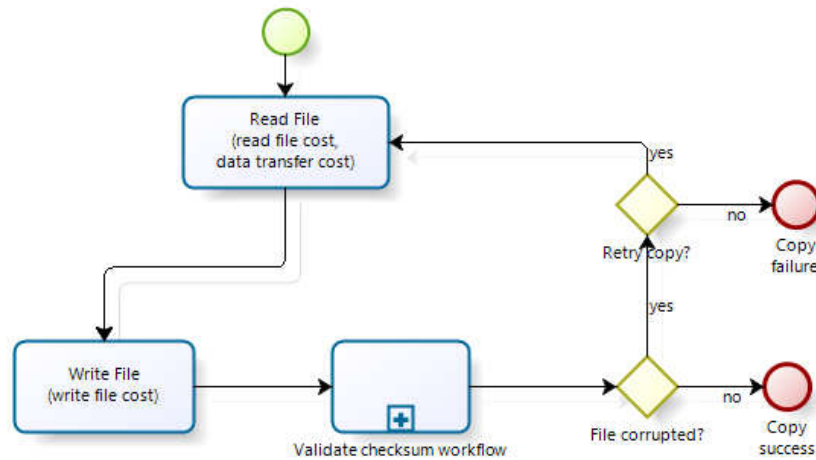 Read File
(read file cost,
data transfer cost)
yes
no
Retry copy?
Copy
failure
yes
Write File
(write file cost)
no
Validate checksum workflow
File corrupted?
Copy
success